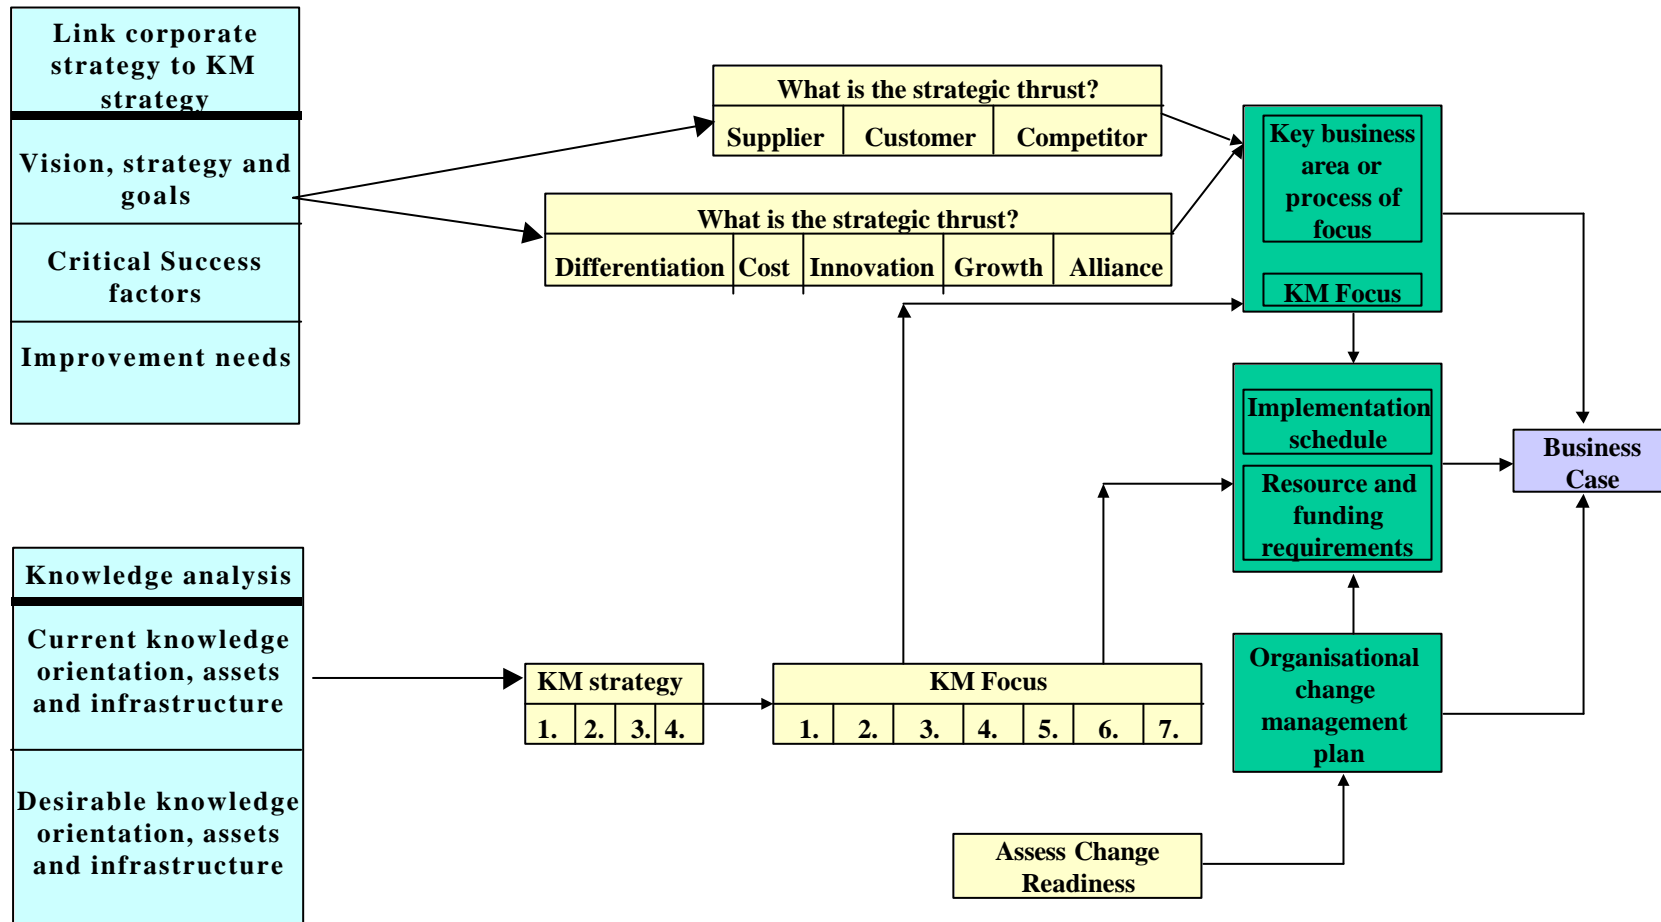 Link corporate
strategy to KM
strategy
Vision, strategy and
goals
Critical Success
factors
Improvement needs
What is the strategic thrust?
Supplier Customer Competitor
What is the strategic thrust?
Differentiation Cost Innovation Growth Alliance
Key business
area or
process of
focus
KM Focus
Implementation
schedule
Resource and
funding
requirements
Business
Case
Knowledge analysis
Current knowledge
orientation, assets
and infrastructure
Desirable knowledge
orientation, assets
and infrastructure
KM strategy
1. 2. 3. 4.
KM Focus
1. 2. 3. 4. 5. 6. 7.
Organisational
change
management
plan
Assess Change
Readiness